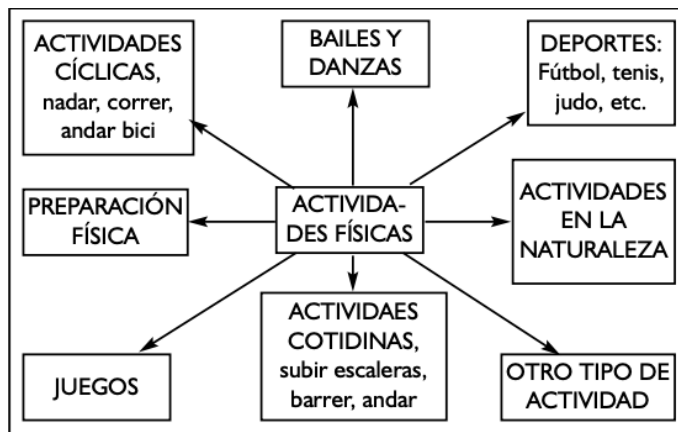 ACTIVIDADES
CÍCLICAS,
nadar, correr,
andar bici
BAILES Y
DANZAS
DEPORTES:
Fútbol, tenis,
judo, etc.
PREPARACIÓN
FÍSICA
ACTIVIDA-
DES FÍSICAS
ACTIVIDADES
EN LA
NATURALEZA
JUEGOS
ACTIVIDAES
COTIDINAS,
subir escaleras,
barrer, andar
OTRO TIPO DE
ACTIVIDAD